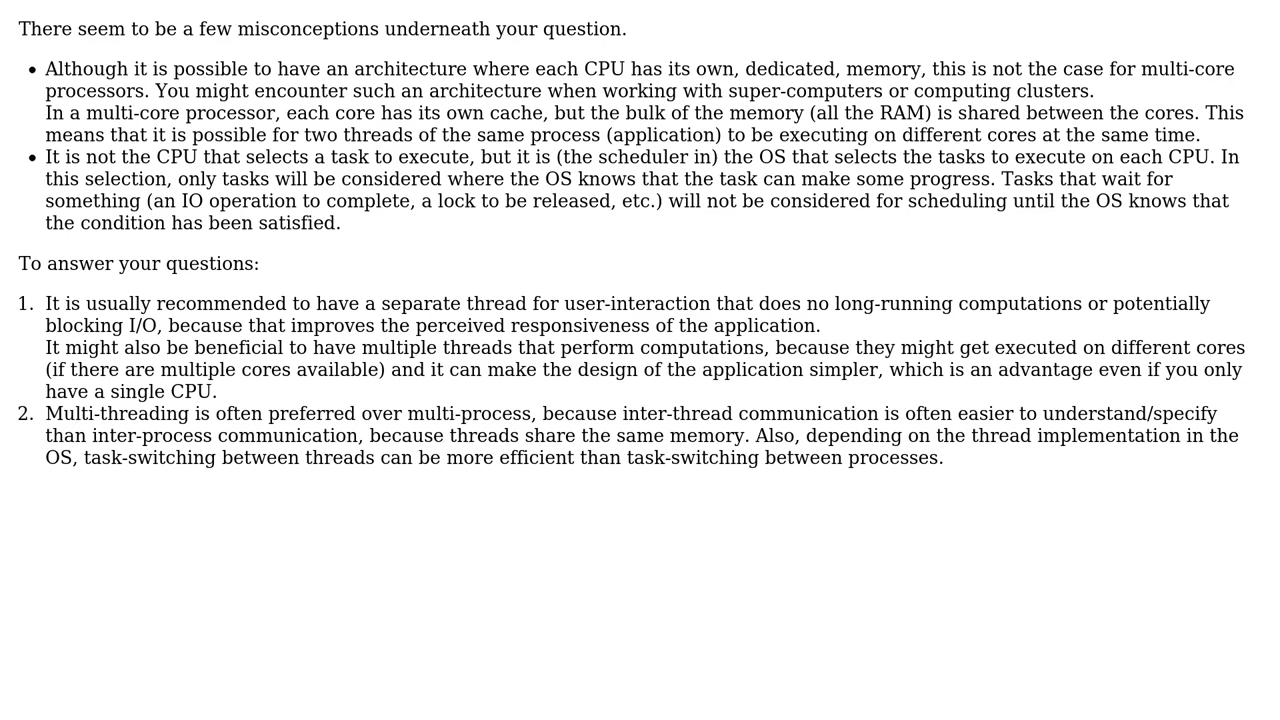 There seem to be a few misconceptions underneath your question.
• Although it is possible to have an architecture where each CPU has its own, dedicated, memory, this is not the case for multi-core
processors. You might encounter such an architecture when working with super-computers or computing clusters.
In a multi-core processor, each core has its own cache, but the bulk of the memory (all the RAM) is shared between the cores. This
means that it is possible for two threads of the same process (application) to be executing on different cores at the same time.
• It is not the CPU that selects a task to execute, but it is (the scheduler in) the OS that selects the tasks to execute on each CPU. In
this selection, only tasks will be considered where the OS knows that the task can make some progress. Tasks that wait for
something (an IO operation to complete, a lock to be released, etc.) will not be considered for scheduling until the OS knows that
the condition has been satisfied.
To answer your questions:
1. It is usually recommended to have a separate thread for user-interaction that does no long-running computations or potentially
blocking I/O, because that improves the perceived responsiveness of the application.
It might also be beneficial to have multiple threads that perform computations, because they might get executed on different cores
(if there are multiple cores available) and it can make the design of the application simpler, which is an advantage even if you only
have a single CPU.
2. Multi-threading is often preferred over multi-process, because inter-thread communication is often easier to understand/specify
than inter-process communication, because threads share the same memory. Also, depending on the thread implementation in the
OS, task-switching between threads can be more efficient than task-switching between processes.